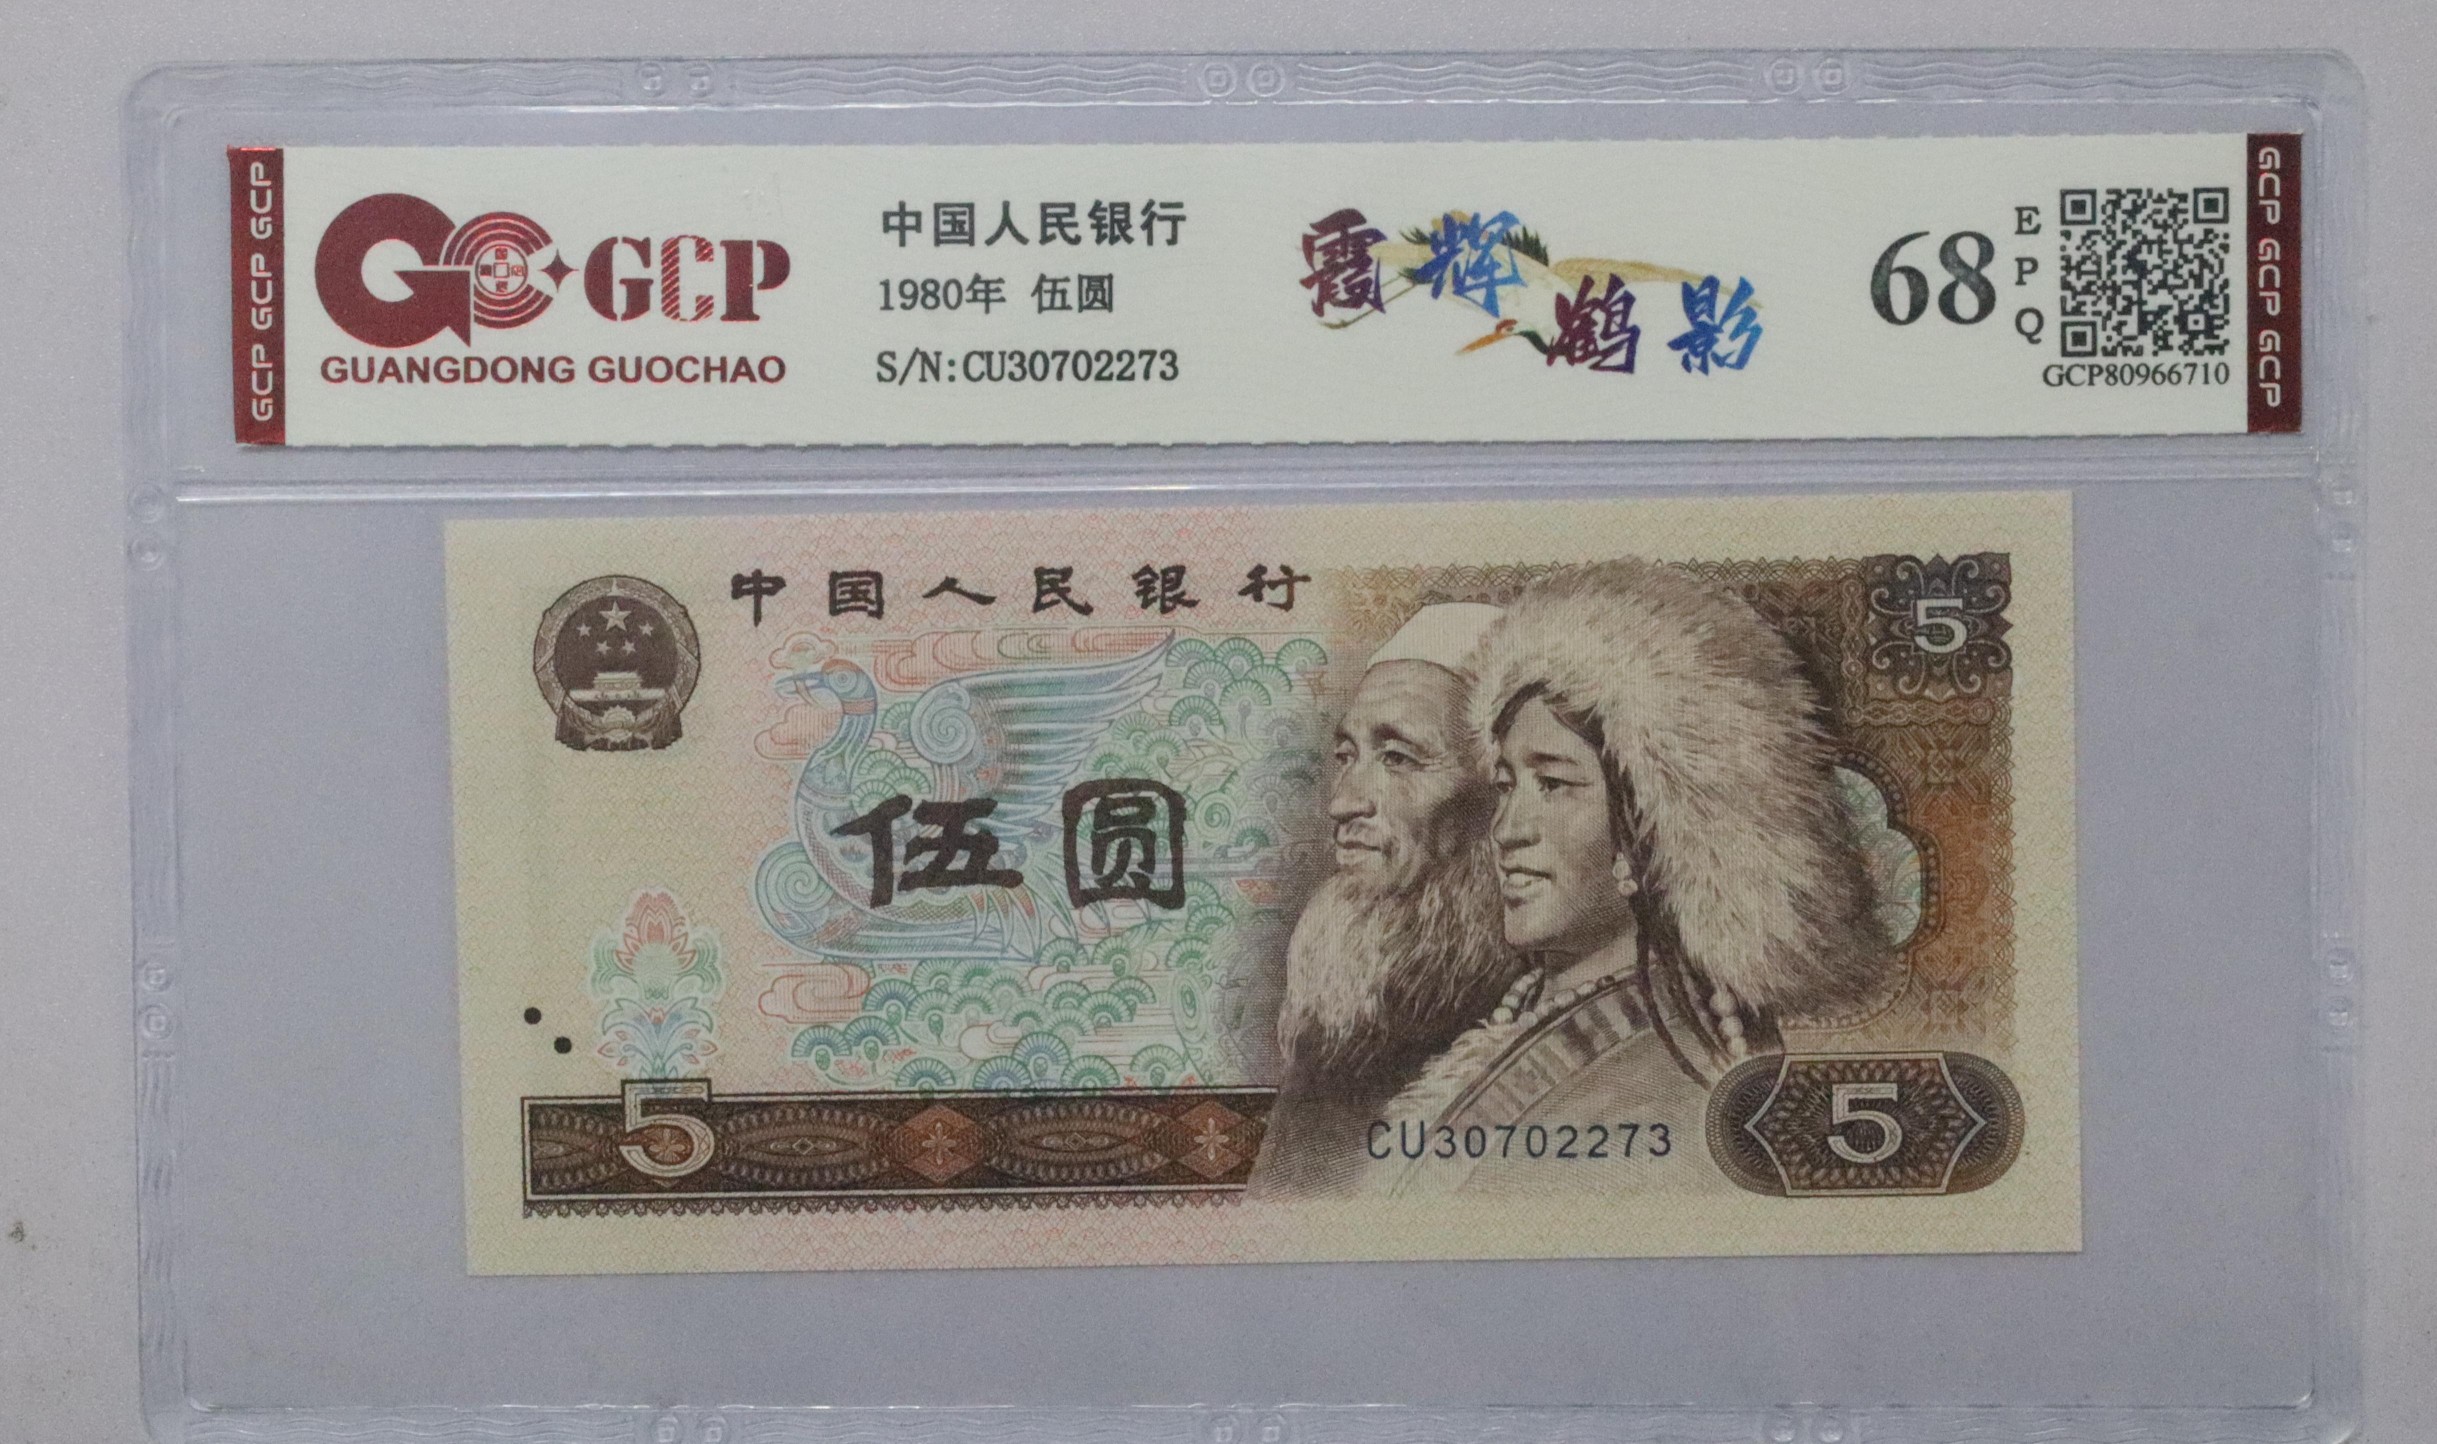 GCP GCP GCP
GCP
GUANGDONG GUOCHAO
中国人民银行
1980年 伍圆
S/N:CU30702273
霞辉鹤影
68
E
P
Q
GCP80966710
GCP GCP GCP
中国人民银行
5
伍圆
5
CU30702273
5